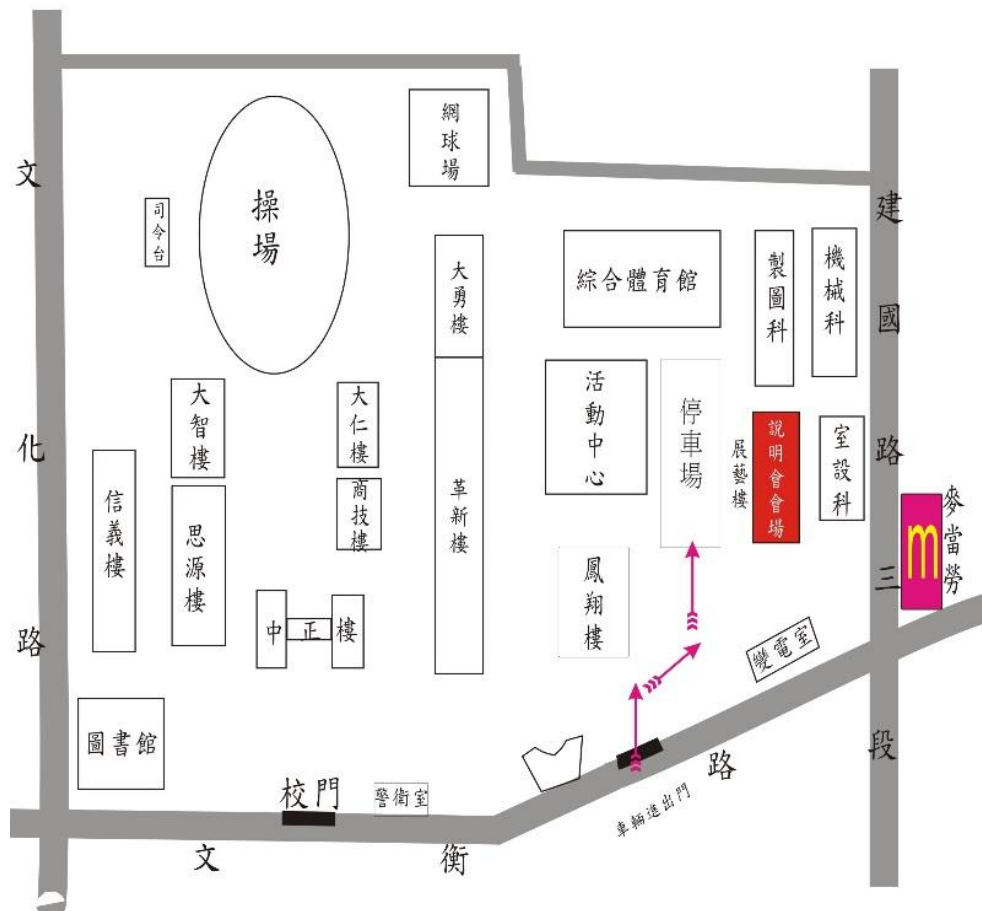 網球場
操場
司令台
大勇樓
綜合體育館
製圖科
機械科
大智樓
大仁樓
活動中心
停車場
展藝樓
說明會會場
室設科
信義樓
思源樓
商技樓
革新樓
鳳翔樓
麥當勞
m
中正樓
變電室
圖書館
校門
警衛室
車輛進出門
文化路
建國路三段
文衡路